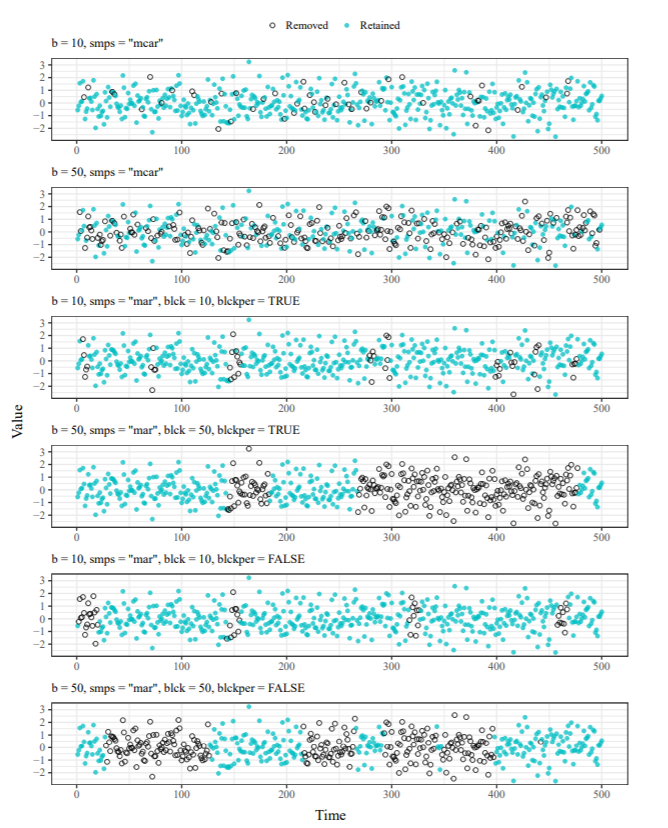 Removed Retained
b = 10, smps = "mcar"
3
2
1
0
−1
−2
0 100 200 300 400 500
b = 50, smps = "mcar"
3
2
1
0
−1
−2
0 100 200 300 400 500
b = 10, smps = "mar", blck = 10, blckper = TRUE
3
2
1
0
−1
−2
0 100 200 300 400 500
Value
b = 50, smps = "mar", blck = 50, blckper = TRUE
3
2
1
0
−1
−2
0 100 200 300 400 500
b = 10, smps = "mar", blck = 10, blckper = FALSE
3
2
1
0
−1
−2
0 100 200 300 400 500
b = 50, smps = "mar", blck = 50, blckper = FALSE
3
2
1
0
−1
−2
0 100 200 300 400 500
Time